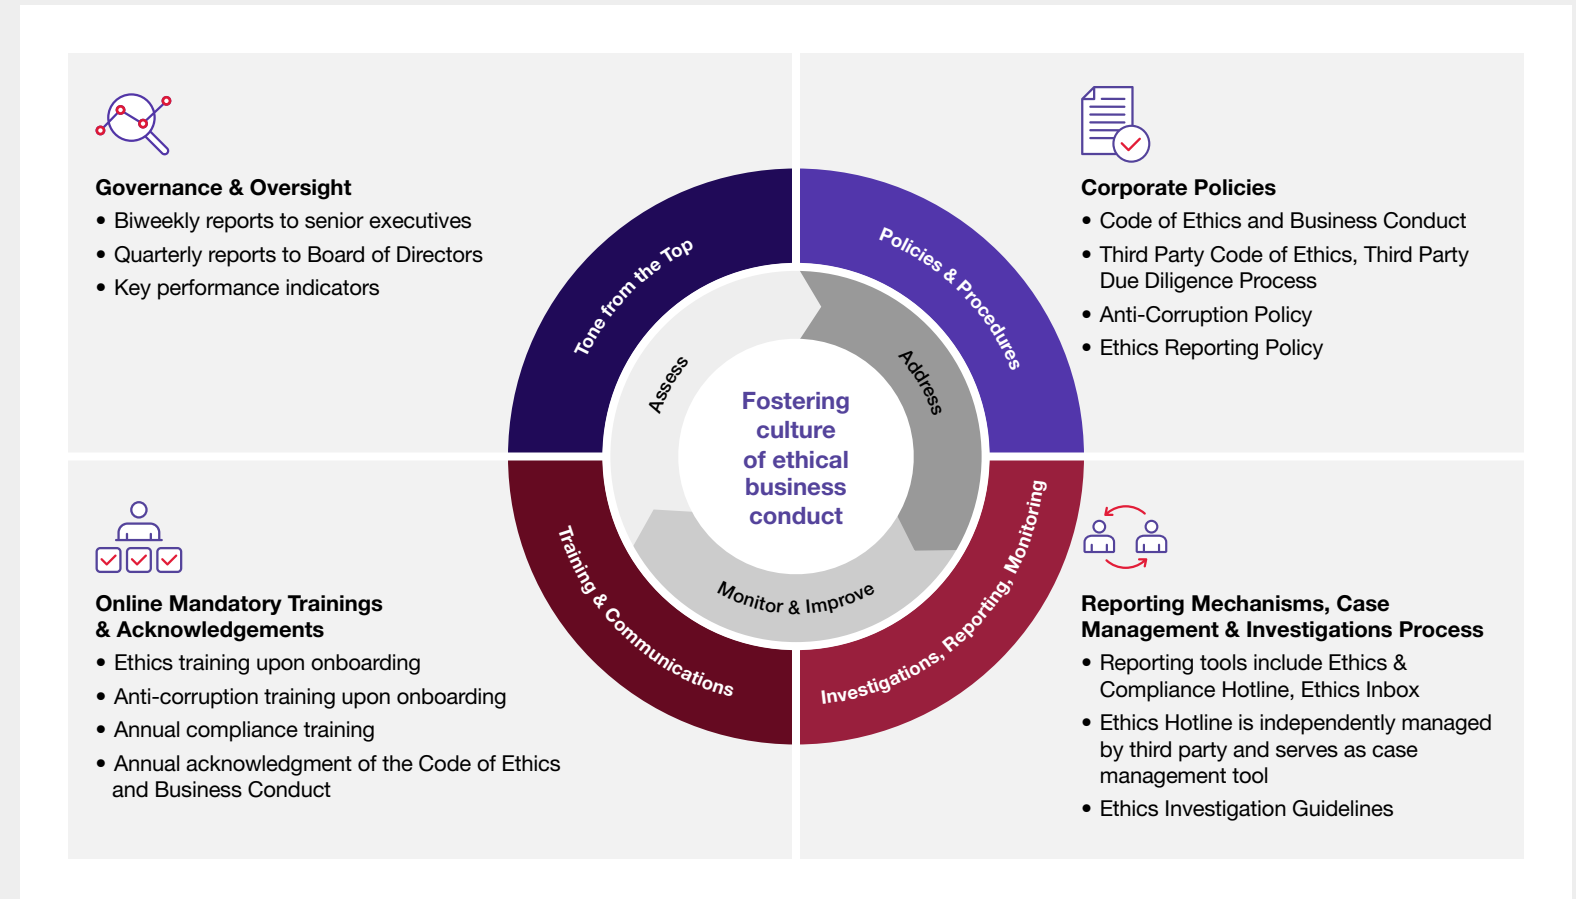 Governance & Oversight
• Biweekly reports to senior executives
• Quarterly reports to Board of Directors
• Key performance indicators
Corporate Policies
• Code of Ethics and Business Conduct
• Third Party Code of Ethics, Third Party
Due Diligence Process
• Anti-Corruption Policy
• Ethics Reporting Policy
Tone from the Top
Policies & Procedures
Assess
Address
Fostering
culture
of ethical
business
conduct
Monitor & Improve
Training & Communications
Investigations, Reporting, Monitoring
Online Mandatory Trainings
& Acknowledgements
• Ethics training upon onboarding
• Anti-corruption training upon onboarding
• Annual compliance training
• Annual acknowledgment of the Code of Ethics
and Business Conduct
Reporting Mechanisms, Case
Management & Investigations Process
• Reporting tools include Ethics &
Compliance Hotline, Ethics Inbox
• Ethics Hotline is independently managed
by third party and serves as case
management tool
• Ethics Investigation Guidelines